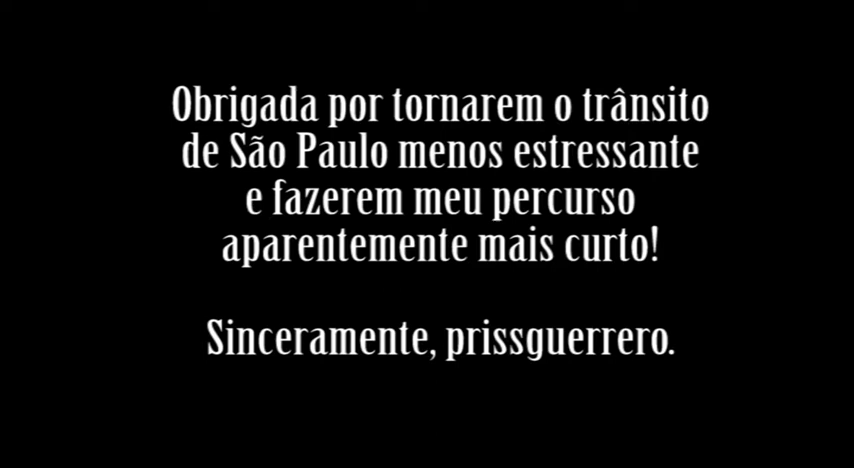 Obrigada por tornarem o trânsito
de São Paulo menos estressante
e fazerem meu percurso
aparentemente mais curto!
Sinceramente, prissguerrero.